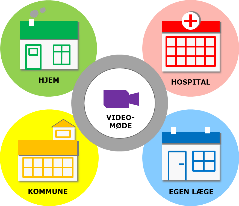 HJEM
HOSPITAL
VIDEO-
MØDE
KOMMUNE
EGEN LÆGE